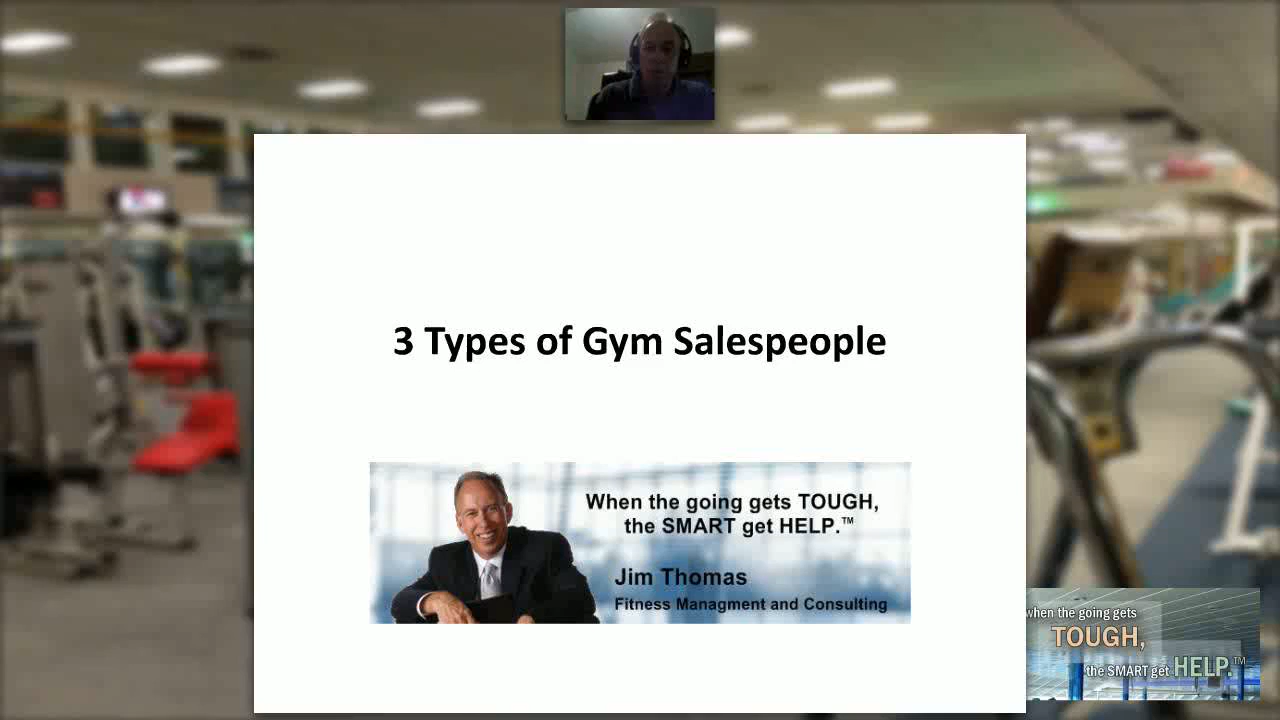 3 Types of Gym Salespeople
When the going gets TOUGH,
the SMART get HELP.™
Jim Thomas
Fitness Managment and Consulting
when the going gets
TOUGH,
the SMART get HELP.™